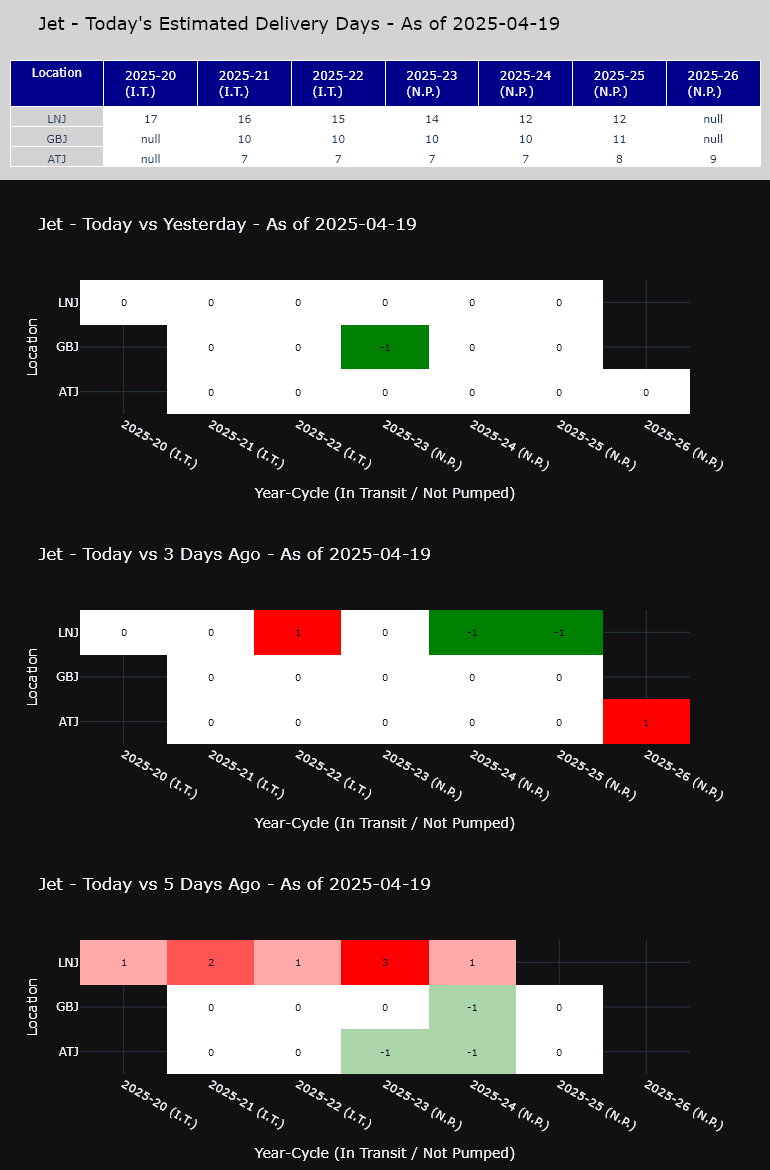 Jet - Today's Estimated Delivery Days - As of 2025-04-19
Location 2025-20 (I.T.) 2025-21 (I.T.) 2025-22 (I.T.) 2025-23 (N.P.) 2025-24 (N.P.) 2025-25 (N.P.) 2025-26 (N.P.)
LNJ 17 16 15 14 12 12 null
GBJ null 10 10 10 10 11 null
ATJ null 7 7 7 7 8 9
Jet - Today vs Yesterday - As of 2025-04-19
Location
LNJ 0 0 0 0 0 0
GBJ 0 0 -1 0 0
ATJ 0 0 0 0 0 0
2025-20 (I.T.) 2025-21 (I.T.) 2025-22 (I.T.) 2025-23 (N.P.) 2025-24 (N.P.) 2025-25 (N.P.) 2025-26 (N.P.)
Year-Cycle (In Transit / Not Pumped)
Jet - Today vs 3 Days Ago - As of 2025-04-19
Location
LNJ 0 0 1 0 -1 -1
GBJ 0 0 0 0 0
ATJ 0 0 0 0 0 1
2025-20 (I.T.) 2025-21 (I.T.) 2025-22 (I.T.) 2025-23 (N.P.) 2025-24 (N.P.) 2025-25 (N.P.) 2025-26 (N.P.)
Year-Cycle (In Transit / Not Pumped)
Jet - Today vs 5 Days Ago - As of 2025-04-19
Location
LNJ 1 2 1 3 1
GBJ 0 0 0 -1 0
ATJ 0 0 -1 -1 0
2025-20 (I.T.) 2025-21 (I.T.) 2025-22 (I.T.) 2025-23 (N.P.) 2025-24 (N.P.) 2025-25 (N.P.) 2025-26 (N.P.)
Year-Cycle (In Transit / Not Pumped)